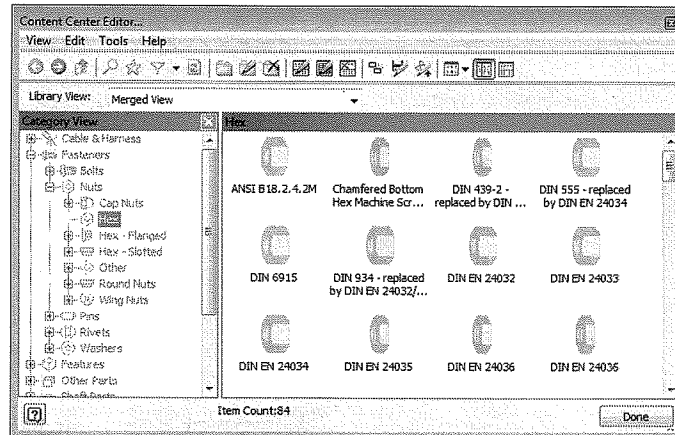 Content Center Editor...
View Edit Tools Help
Library View: Merged View
Category View
Cable & Harness
Fasteners
Bolts
Nuts
Cap Nuts
Hex
Hex - Flanged
Hex - Slotted
Other
Round Nuts
Wing Nuts
Pins
Rivets
Washers
Features
Other Parts
Shaft Parts
Hex
ANSI B18.2.4.2M
Chamfered Bottom
Hex Machine Scr...
DIN 439-2 -
replaced by DIN ...
DIN 555 - replaced
by DIN EN 24034
DIN 6915
DIN 934 - replaced
by DIN EN 24032/...
DIN EN 24032
DIN EN 24033
DIN EN 24034
DIN EN 24035
DIN EN 24036
DIN EN 24036
Item Count:84
Done